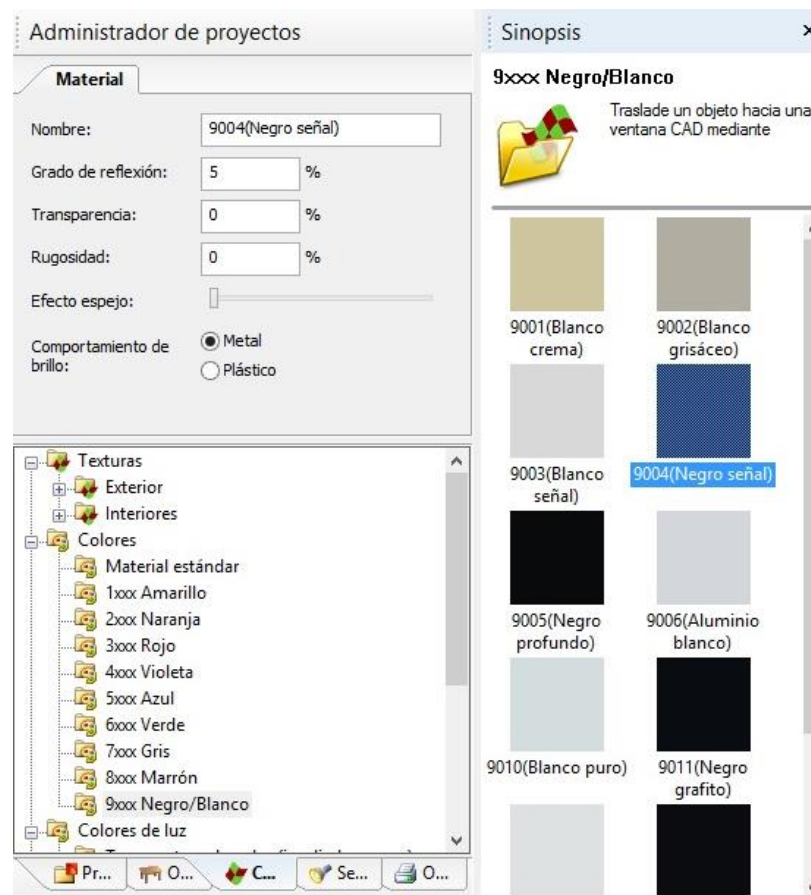 Administrador de proyectos
Material
Nombre:
9004(Negro señal)
Grado de reflexión:
5
%
Transparencia:
0
%
Rugosidad:
0
%
Efecto espejo:
Comportamiento de
brillo:
Metal
Plástico
Texturas
Exterior
Interiores
Colores
Material estándar
1xxx Amarillo
2xxx Naranja
3xxx Rojo
4xxx Violeta
5xxx Azul
6xxx Verde
7xxx Gris
8xxx Marrón
9xxx Negro/Blanco
Colores de luz
Pr...
O...
C...
Se...
O...
Sinopsis
9xxx Negro/Blanco
Traslade un objeto hacia una
ventana CAD mediante
9001(Blanco
crema)
9002(Blanco
grisáceo)
9003(Blanco
señal)
9004(Negro señal)
9005(Negro
profundo)
9006(Aluminio
blanco)
9010(Blanco puro)
9011(Negro
grafito)